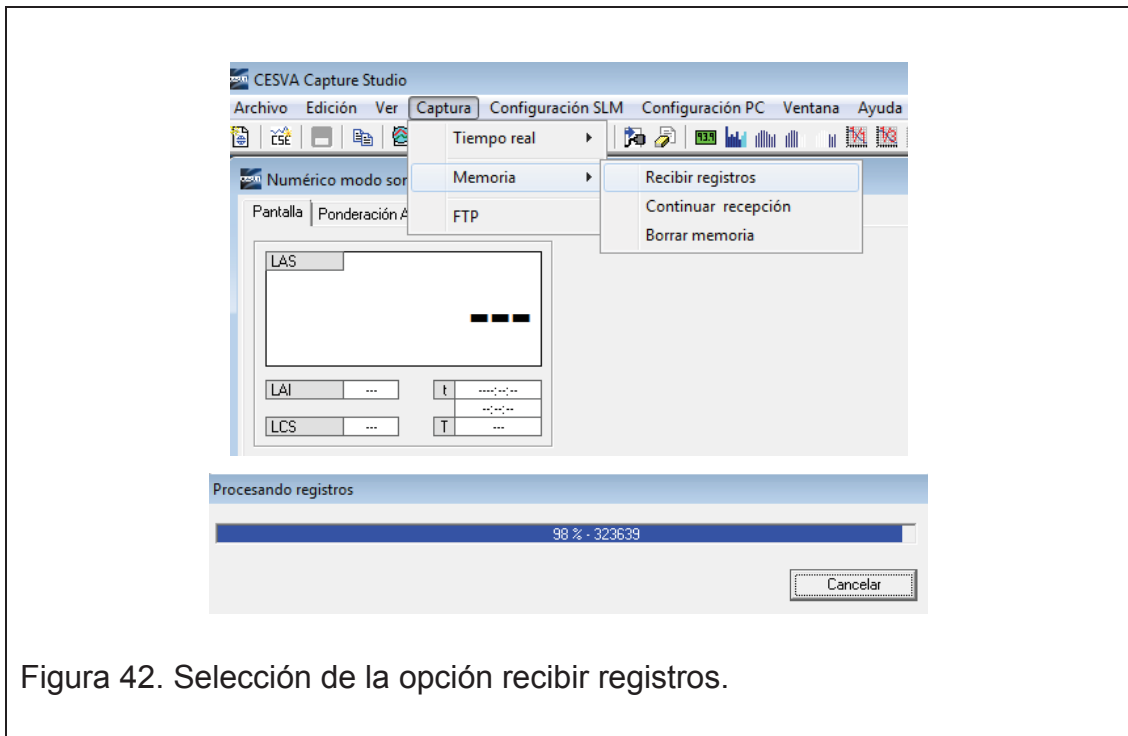 CESVA Capture Studio
Archivo Edición Ver Captura Configuración SLM Configuración PC Ventana Ayuda
Tiempo real
Numérico modo sor
Memoria
Recibir registros
Pantalla Ponderación A
FTP
Continuar recepción
Borrar memoria
LAS
---
LAI --- t ----:--:--
--:--:--
LCS --- T ---
Procesando registros
98 % - 323639
Cancelar
Figura 42. Selección de la opción recibir registros.